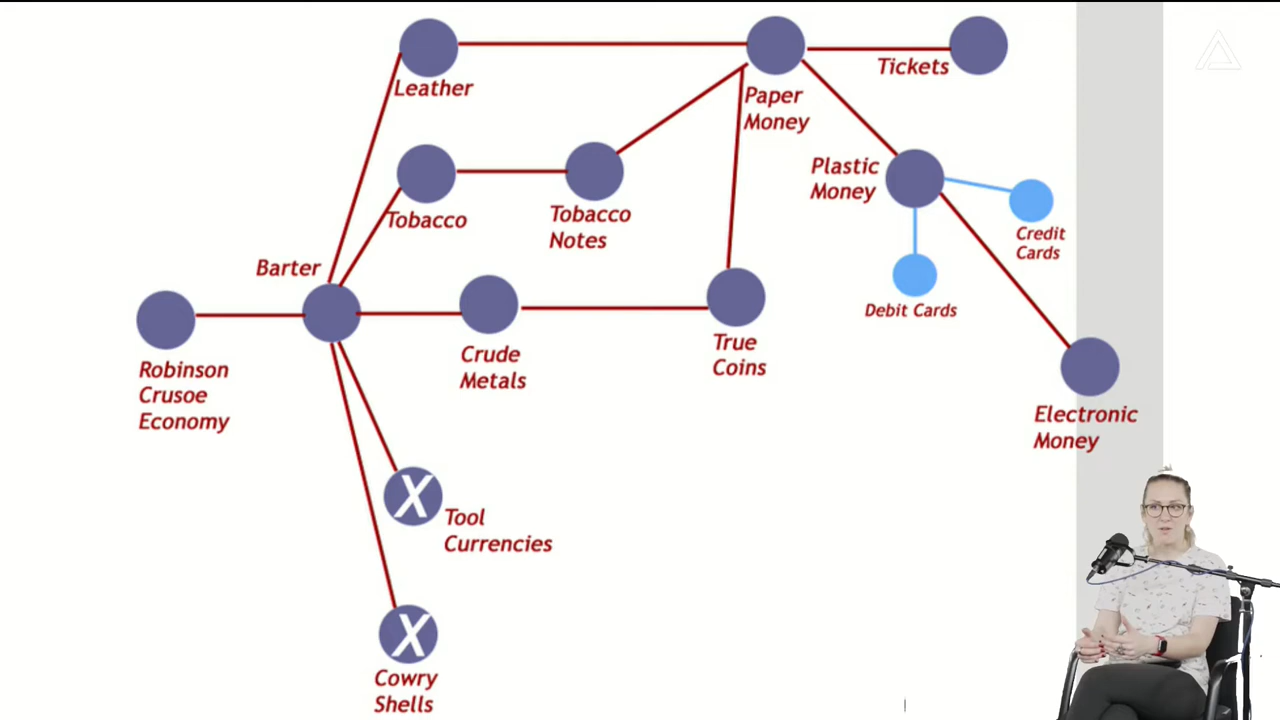 Leather
Paper
Money
Tickets
Plastic
Money
Credit
Cards
Tobacco
Tobacco
Notes
Barter
Debit Cards
Robinson
Crusoe
Economy
Crude
Metals
True
Coins
Electronic
Money
X
Tool
Currencies
X
Cowry
Shells